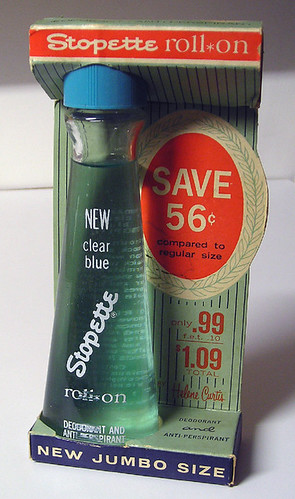 Stopette roll*on
SAVE
56¢
compared to
regular size
NEW
clear
blue
Stopette®
roll*on
DEODORANT AND
ANTI-PERSPIRANT
only .99
f.e.t. 10
$1.09
TOTAL
Helene Curtis
DEODORANT
and
ANTI-PERSPIRANT
NEW JUMBO SIZE